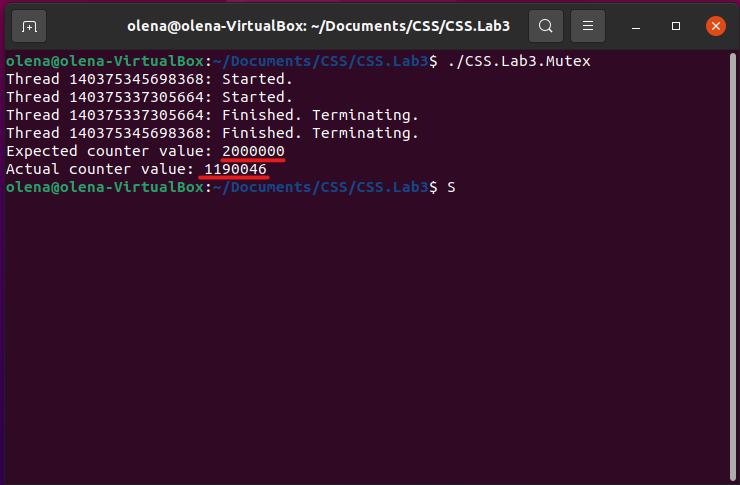 olena@olena-VirtualBox: ~/Documents/CSS/CSS.Lab3
olena@olena-VirtualBox:~/Documents/CSS/CSS.Lab3$ ./CSS.Lab3.Mutex
Thread 140375345698368: Started.
Thread 140375337305664: Started.
Thread 140375337305664: Finished. Terminating.
Thread 140375345698368: Finished. Terminating.
Expected counter value: 2000000
Actual counter value: 1190046
olena@olena-VirtualBox:~/Documents/CSS/CSS.Lab3$ S